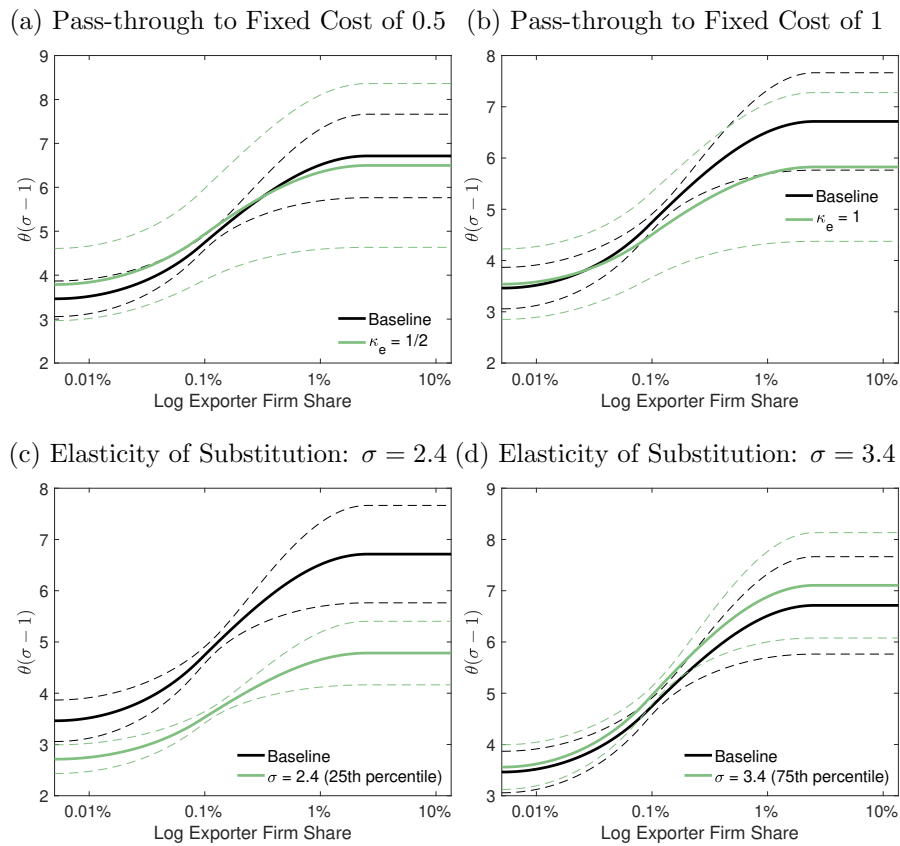 (a) Pass-through to Fixed Cost of 0.5
(b) Pass-through to Fixed Cost of 1
9
8
7
6
5
4
3
2
θ(σ − 1)
Baseline
κe = 1/2
0.01%
0.1%
1%
10%
Log Exporter Firm Share
8
7
6
5
4
3
2
θ(σ − 1)
Baseline
κe = 1
0.01%
0.1%
1%
10%
Log Exporter Firm Share
(c) Elasticity of Substitution: σ = 2.4
(d) Elasticity of Substitution: σ = 3.4
8
7
6
5
4
3
2
θ(σ − 1)
Baseline
σ = 2.4 (25th percentile)
0.01%
0.1%
1%
10%
Log Exporter Firm Share
9
8
7
6
5
4
3
θ(σ − 1)
Baseline
σ = 3.4 (75th percentile)
0.01%
0.1%
1%
10%
Log Exporter Firm Share